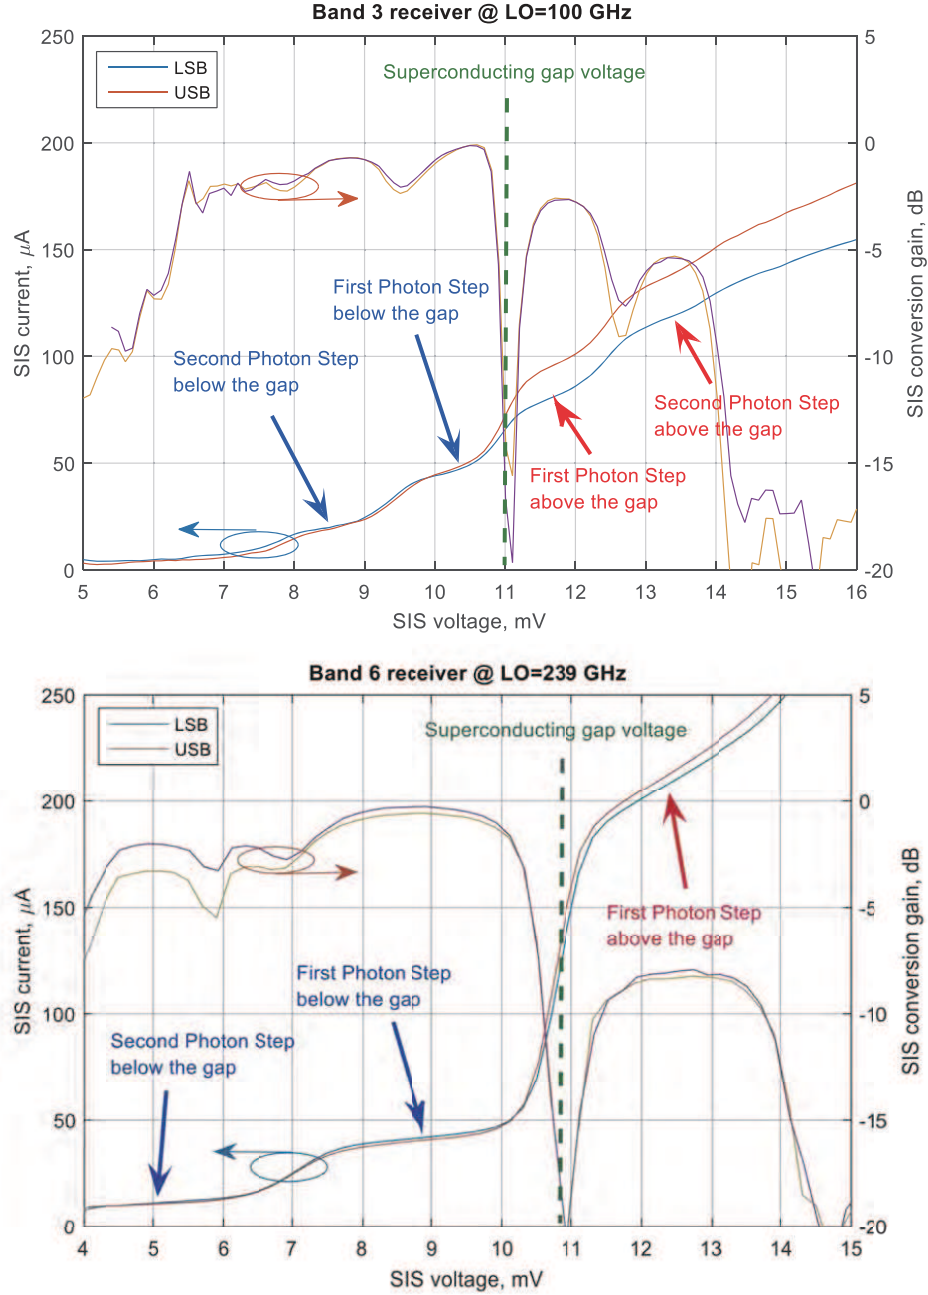 Band 3 receiver @ LO=100 GHz
250
5
LSB
USB
Superconducting gap voltage
200
0
150
-5
First Photon Step
below the gap
Second Photon Step
below the gap
100
-10
Second Photon Step
above the gap
First Photon Step
above the gap
50
-15
0
-20
5 6 7 8 9 10 11 12 13 14 15 16
SIS voltage, mV
SIS current, μA
SIS conversion gain, dB
Band 6 receiver @ LO=239 GHz
250
5
LSB
USB
Superconducting gap voltage
200
0
150
-5
First Photon Step
above the gap
First Photon Step
below the gap
100
-10
Second Photon Step
below the gap
50
-15
0
-20
4 5 6 7 8 9 10 11 12 13 14 15
SIS voltage, mV
SIS current, μA
SIS conversion gain, dB